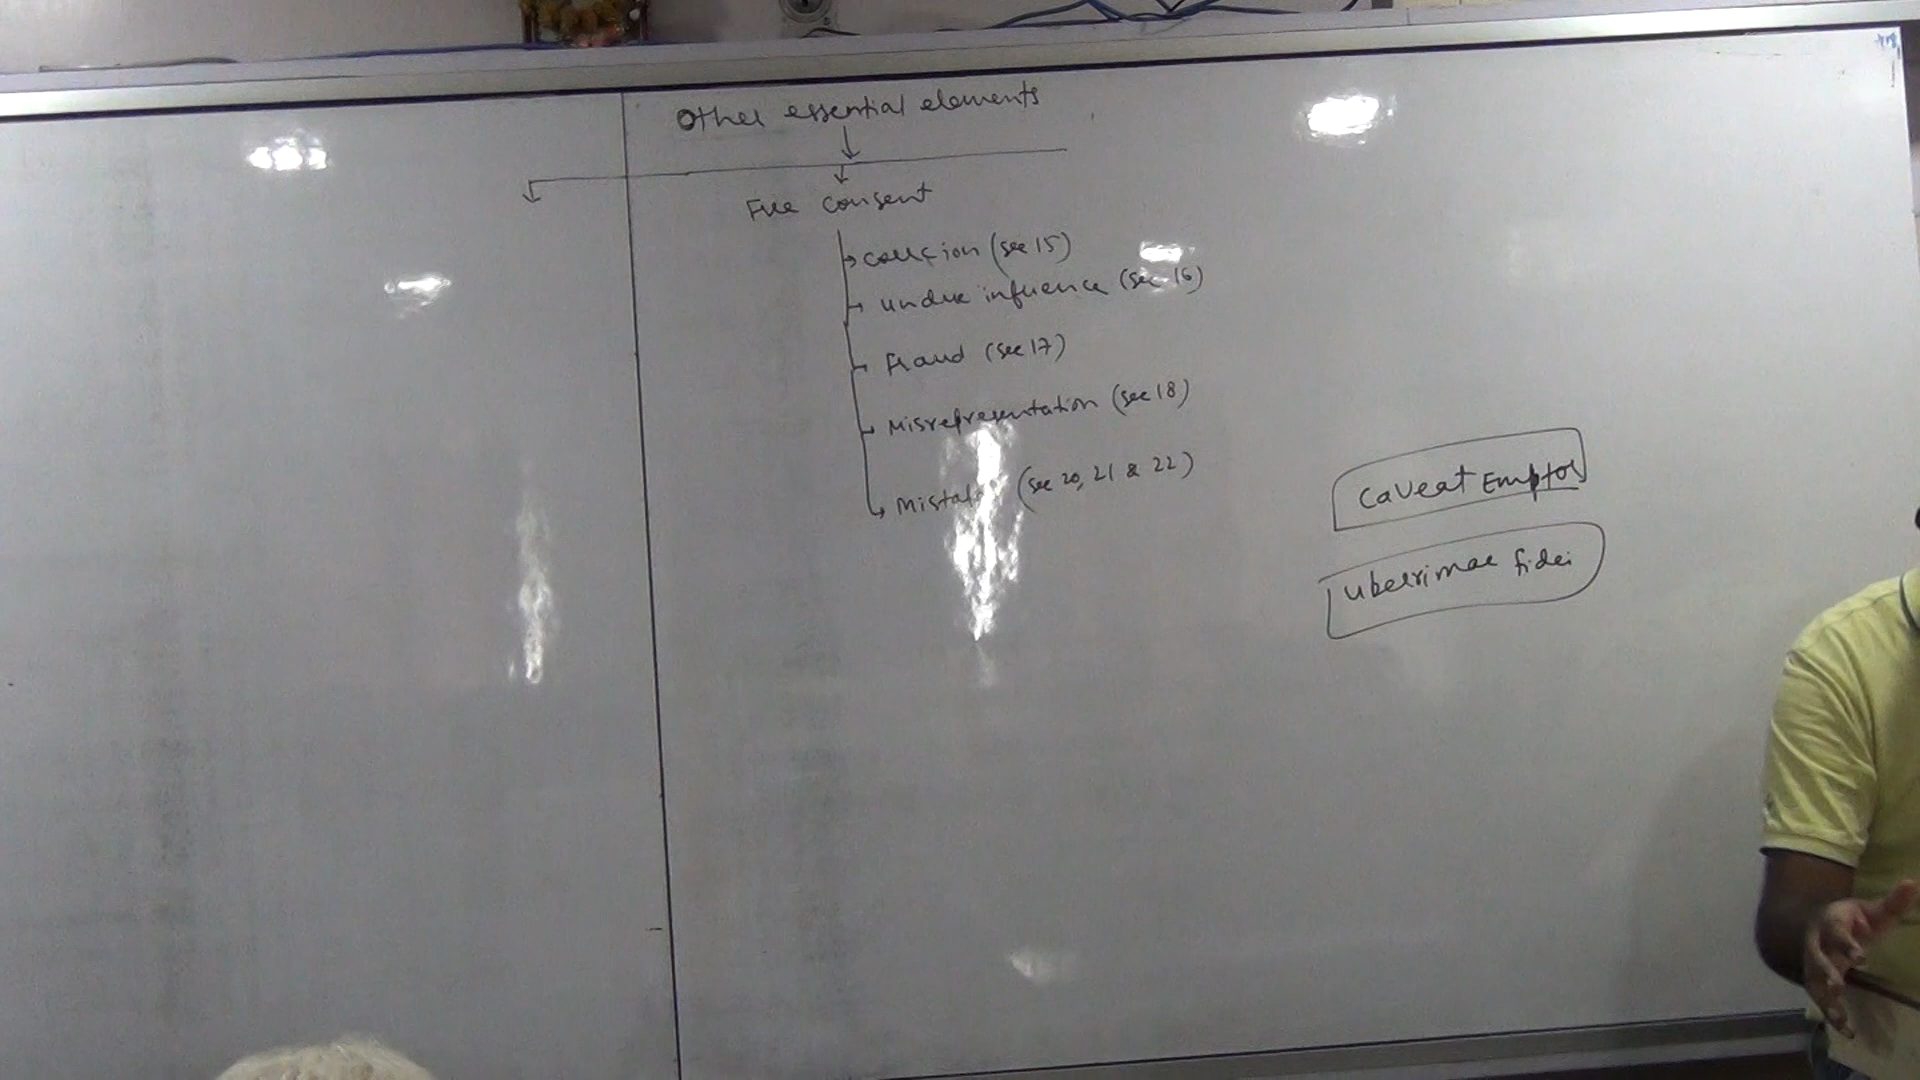 Other essential elements
Free consent
Coercion (sec 15)
undue influence (sec 16)
Fraud (sec 17)
Misrepresentation (sec 18)
Mistake (sec 20, 21 & 22)
Caveat Emptor
uberrimae fidei